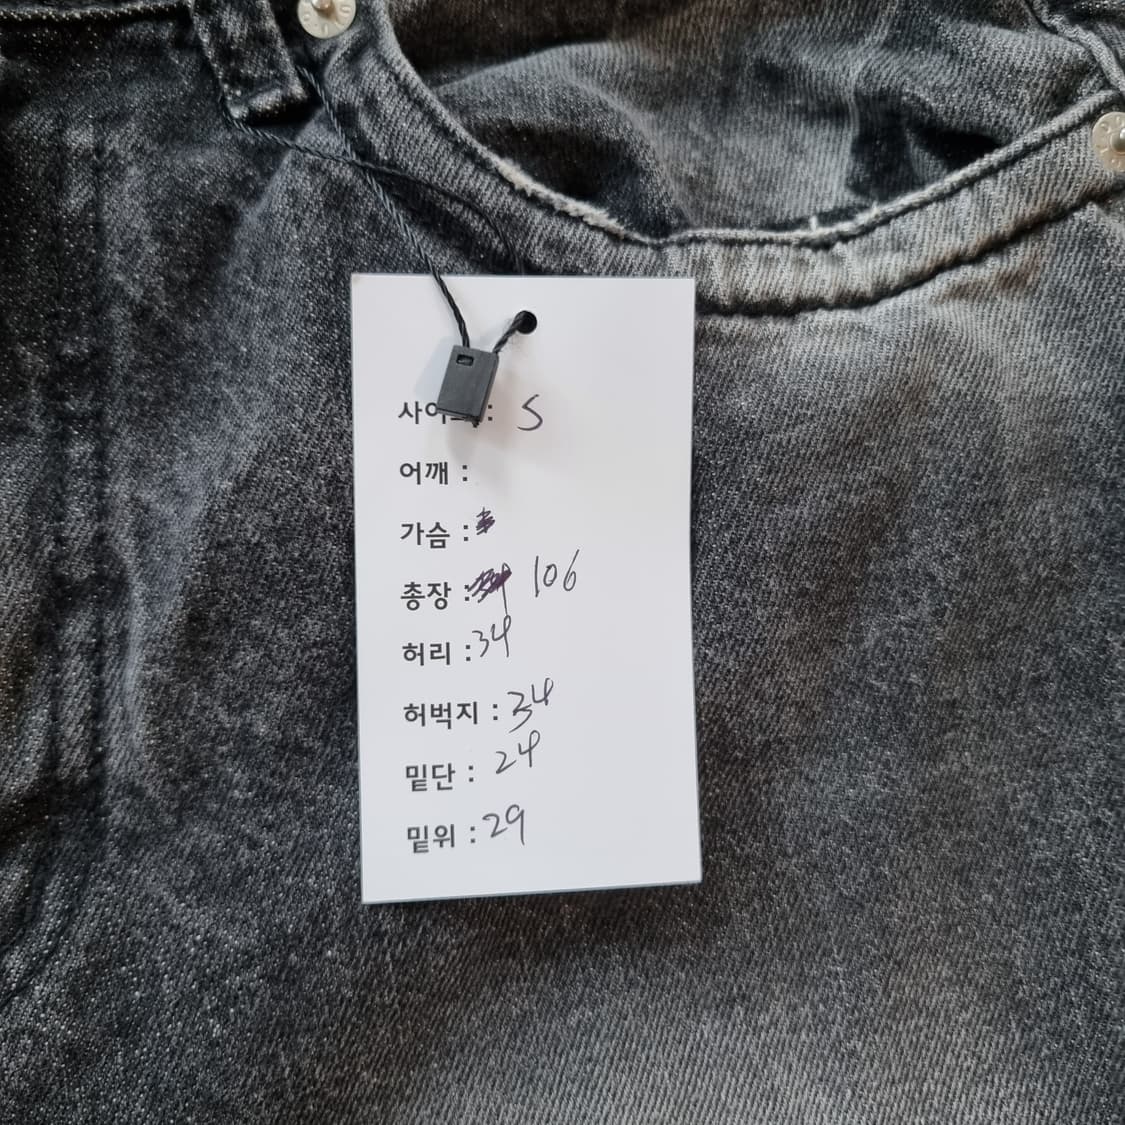 사이즈 : S
어깨 :
가슴 :
총장 : 106
허리 : 34
허벅지 : 34
밑단 : 24
밑위 : 29